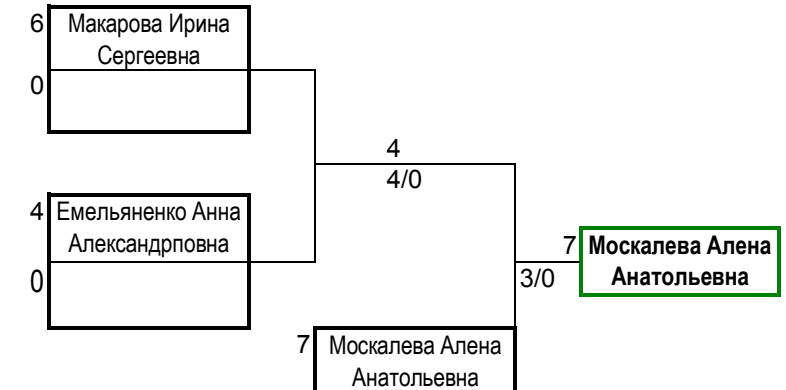 6
Макарова Ирина
Сергеевна
0
4
4/0
4
Емельяненко Анна
Александрповна
0
7
Москалева Алена
Анатольевна
3/0
7
Москалева Алена
Анатольевна